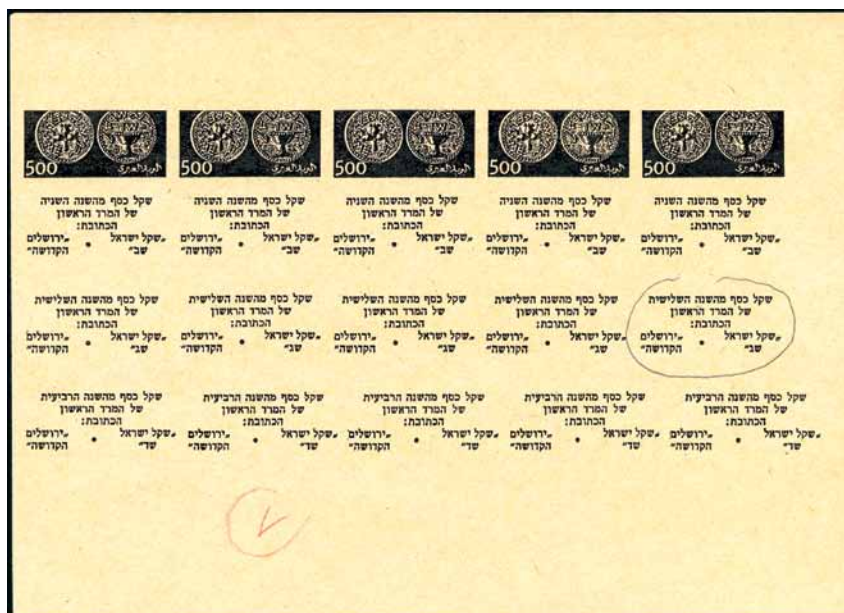 500 البريد العبري
500 البريد العبري
500 البريد العبري
500 البريد العبري
500 البريد العبري
שקל כסף מהשנה השניה
של המרד הראשון
הכתובת:
„שקל ישראל • „ירושלים
שב״ הקדושה״
שקל כסף מהשנה השניה
של המרד הראשון
הכתובת:
„שקל ישראל • „ירושלים
שב״ הקדושה״
שקל כסף מהשנה השניה
של המרד הראשון
הכתובת:
„שקל ישראל • „ירושלים
שב״ הקדושה״
שקל כסף מהשנה השניה
של המרד הראשון
הכתובת:
„שקל ישראל • „ירושלים
שב״ הקדושה״
שקל כסף מהשנה השניה
של המרד הראשון
הכתובת:
„שקל ישראל • „ירושלים
שב״ הקדושה״
שקל כסף מהשנה השלישית
של המרד הראשון
הכתובת:
„שקל ישראל • „ירושלים
שג״ הקדושה״
שקל כסף מהשנה השלישית
של המרד הראשון
הכתובת:
„שקל ישראל • „ירושלים
שג״ הקדושה״
שקל כסף מהשנה השלישית
של המרד הראשון
הכתובת:
„שקל ישראל • „ירושלים
שג״ הקדושה״
שקל כסף מהשנה השלישית
של המרד הראשון
הכתובת:
„שקל ישראל • „ירושלים
שג״ הקדושה״
שקל כסף מהשנה השלישית
של המרד הראשון
הכתובת:
„שקל ישראל • „ירושלים
שג״ הקדושה״
שקל כסף מהשנה הרביעית
של המרד הראשון
הכתובת:
„שקל ישראל • „ירושלים
שד״ הקדושה״
שקל כסף מהשנה הרביעית
של המרד הראשון
הכתובת:
„שקל ישראל • „ירושלים
שד״ הקדושה״
שקל כסף מהשנה הרביעית
של המרד הראשון
הכתובת:
„שקל ישראל • „ירושלים
שד״ הקדושה״
שקל כסף מהשנה הרביעית
של המרד הראשון
הכתובת:
„שקל ישראל • „ירושלים
שד״ הקדושה״
שקל כסף מהשנה הרביעית
של המרד הראשון
הכתובת:
„שקל ישראל • „ירושלים
שד״ הקדושה״